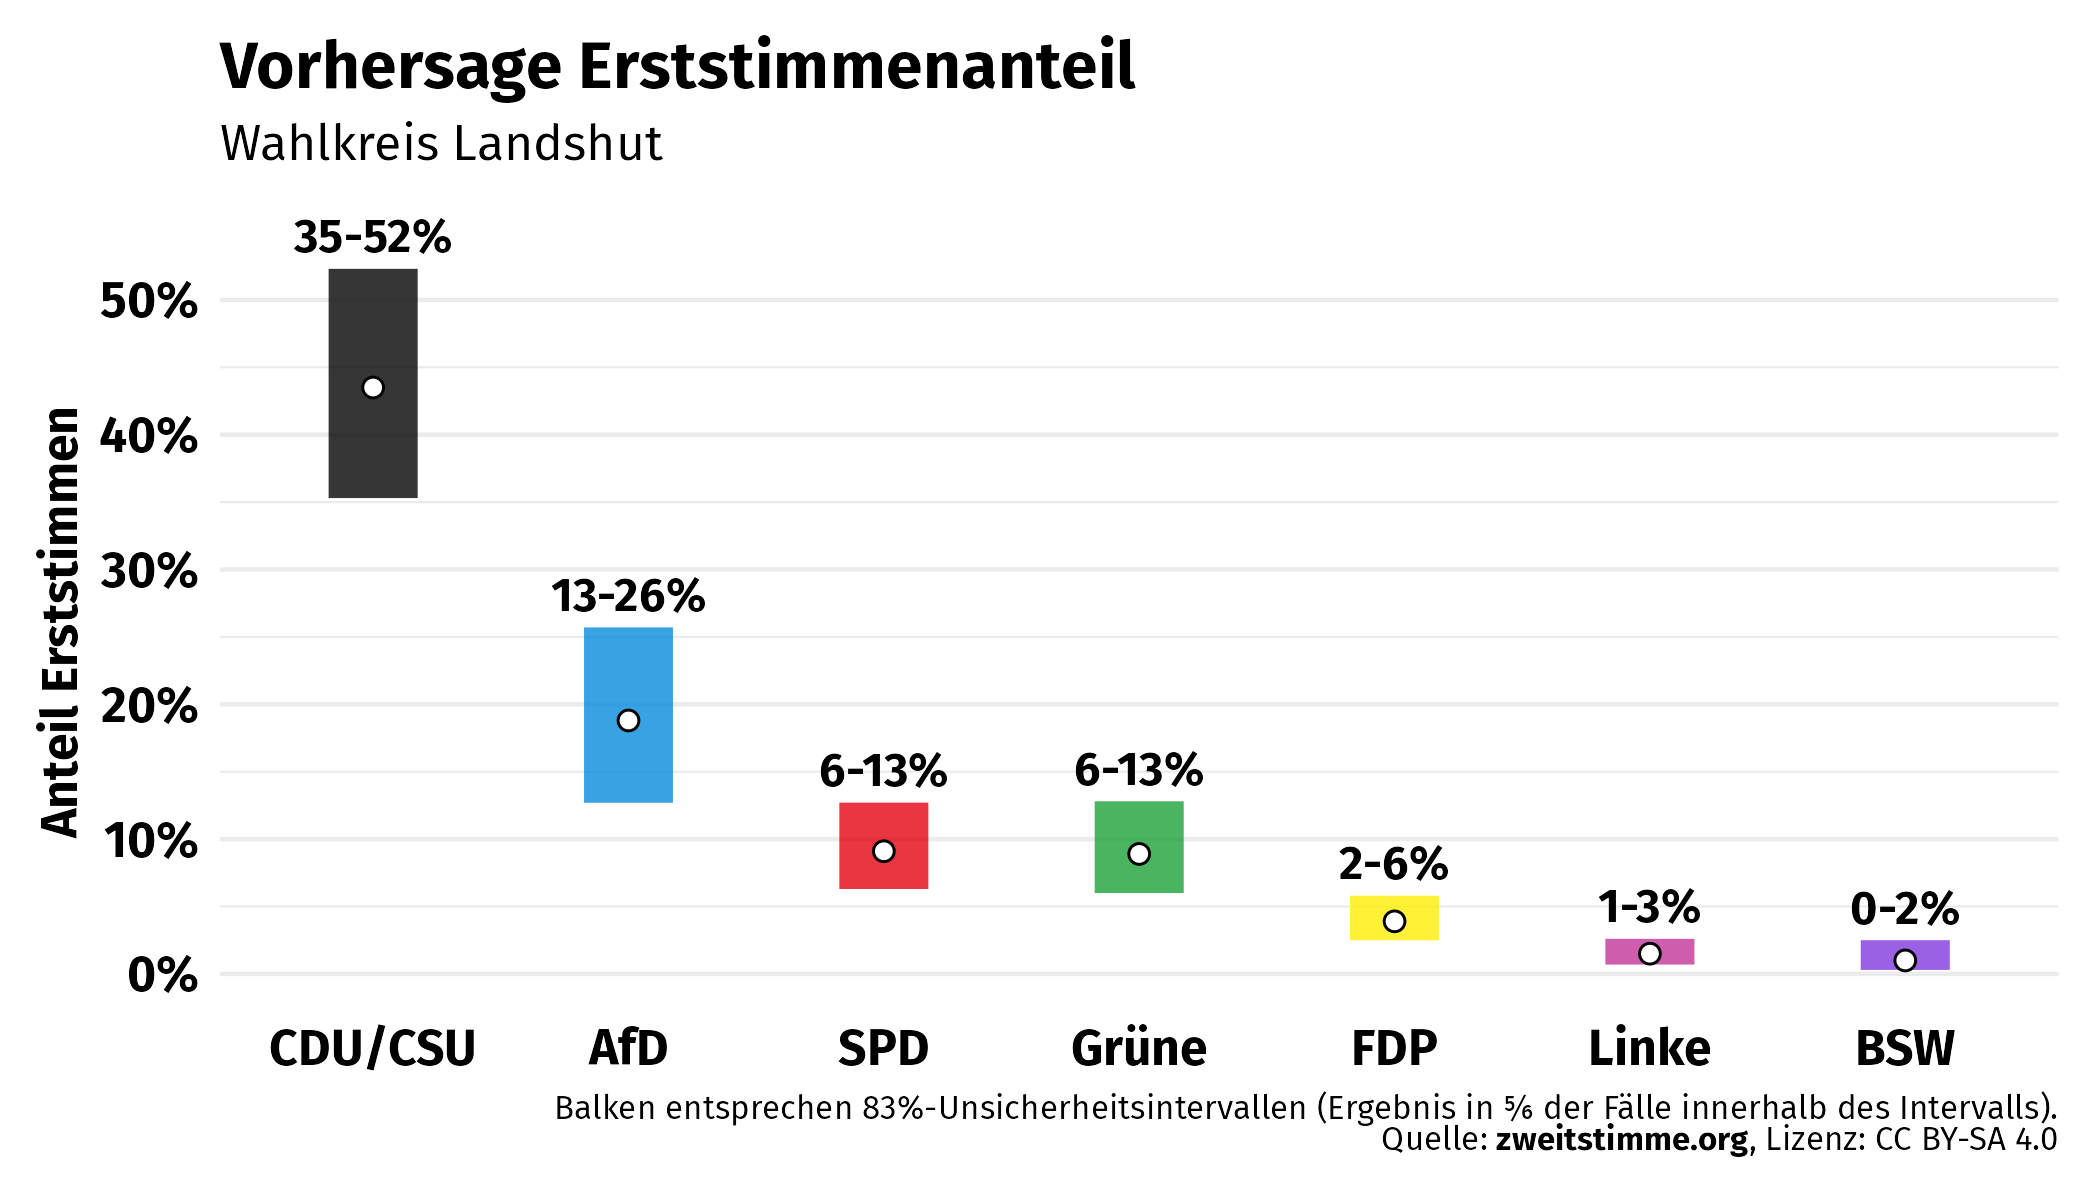 Vorhersage Erststimmenanteil
Wahlkreis Landshut
Anteil Erststimmen
50%
40%
30%
20%
10%
0%
35-52%
13-26%
6-13%
6-13%
2-6%
1-3%
0-2%
CDU/CSU
AfD
SPD
Grüne
FDP
Linke
BSW
Balken entsprechen 83%-Unsicherheitsintervallen (Ergebnis in ⅚ der Fälle innerhalb des Intervalls).
Quelle: zweitstimme.org, Lizenz: CC BY-SA 4.0